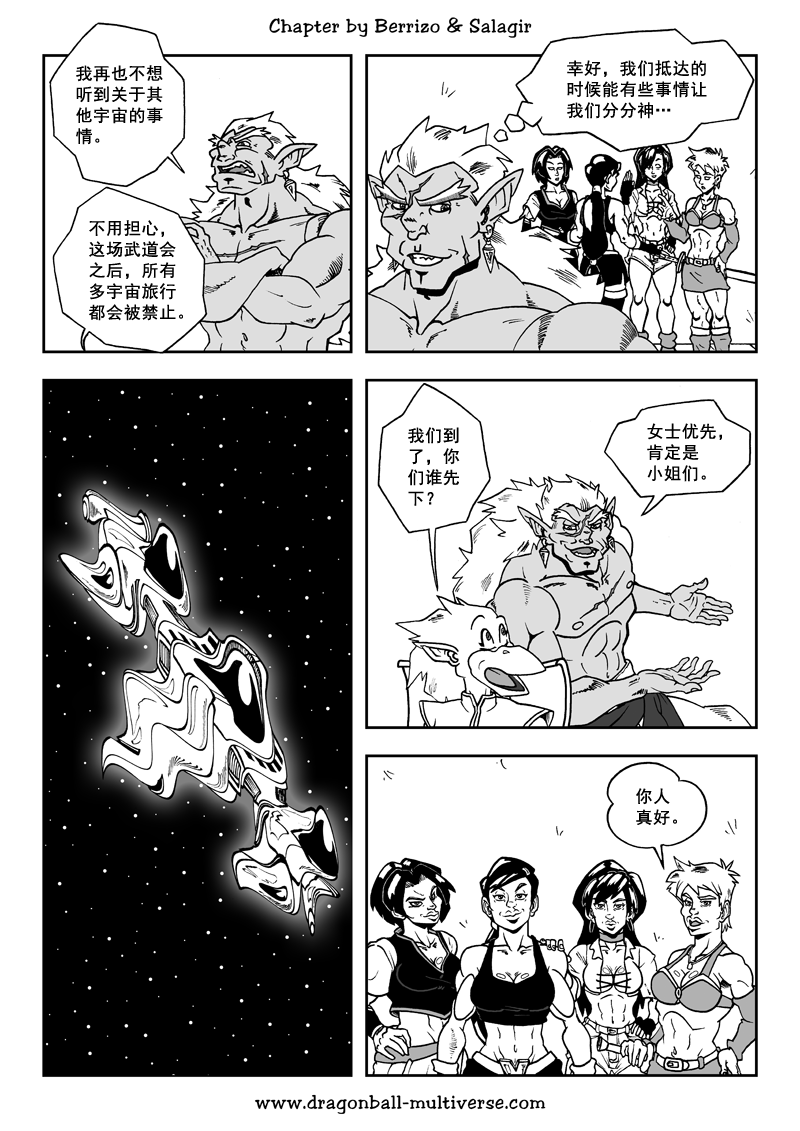 Chapter by Berrizo & Salagir
我再也不想
听到关于其
他宇宙的事
情。
不用担心，
这场武道会
之后，所有
多宇宙旅行
都会被禁止。
幸好，我们抵达的
时候能有些事情让
我们分分神…
我们到
了，你
们谁先
下？
女士优先，
肯定是
小姐们。
你人
真好。
www.dragonball-multiverse.com